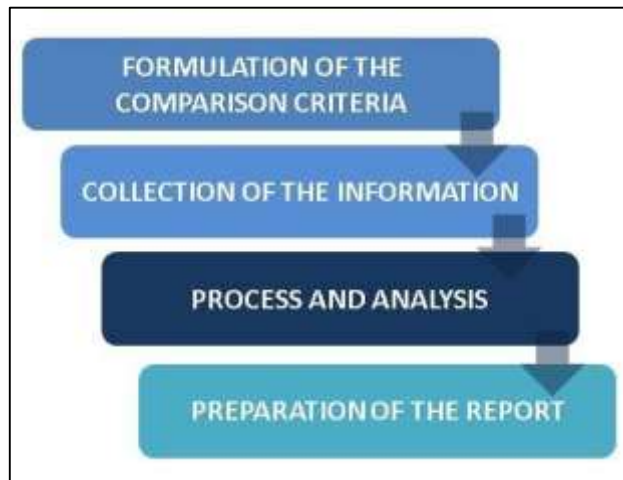 FORMULATION OF THE
COMPARISON CRITERIA
COLLECTION OF THE INFORMATION
PROCESS AND ANALYSIS
PREPARATION OF THE REPORT